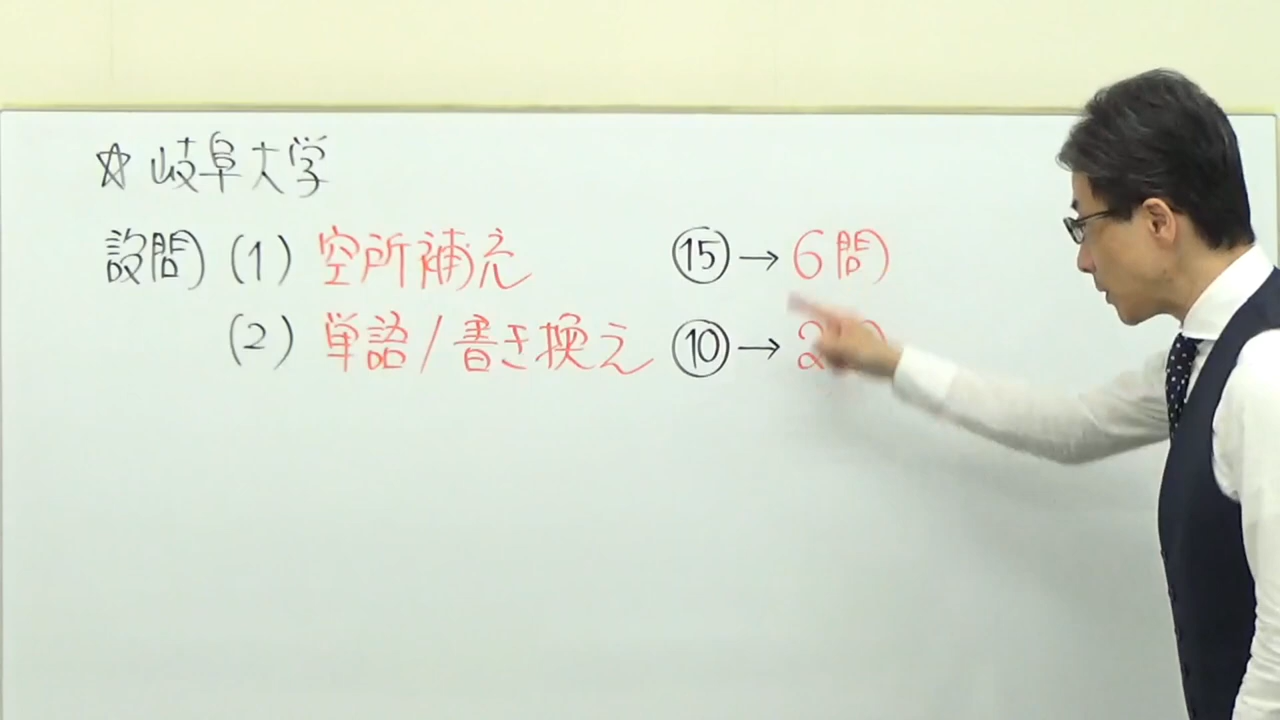 ☆ 岐阜大学
設問) (1) 空所補充 ⑮→6問)
(2) 単語/書き換え ⑩→2